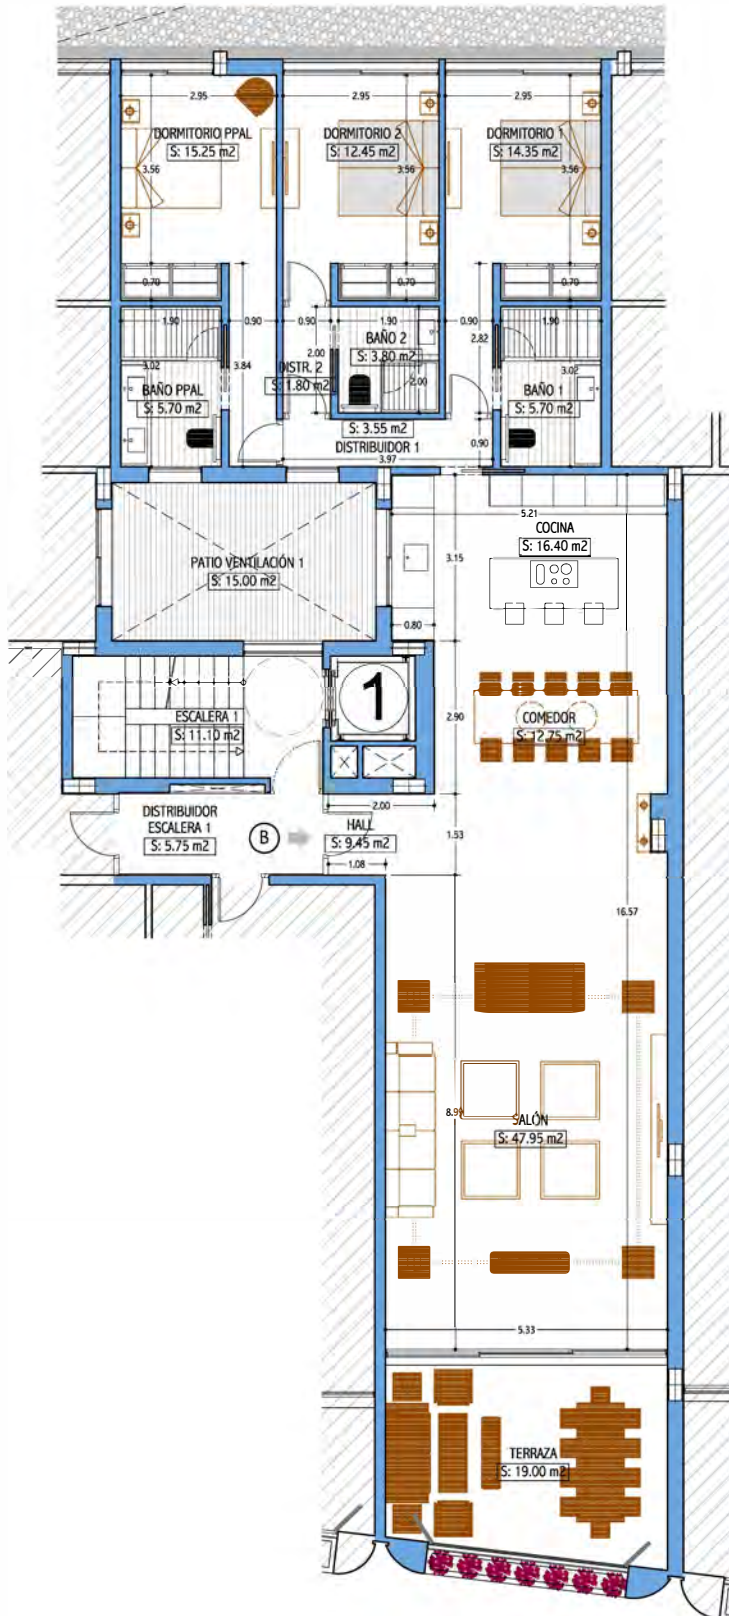 2.95
2.95
2.95
DORMITORIO PPAL
S: 15.25 m2
DORMITORIO 2
S: 12.45 m2
DORMITORIO 1
S: 14.35 m2
3.56
3.56
3.56
0.70
0.70
0.70
1.90
0.90
0.90
1.90
0.90
1.90
BAÑO 2
S: 3.80 m2
2.82
2.00
3.02
3.84
DISTR. 2
S: 1.80 m2
3.02
2.00
BAÑO PPAL
S: 5.70 m2
BAÑO 1
S: 5.70 m2
S: 3.55 m2
DISTRIBUIDOR 1
3.97
0.90
5.21
COCINA
S: 16.40 m2
PATIO VENTILACIÓN 1
S: 15.00 m2
3.15
0.80
1
ESCALERA 1
S: 11.10 m2
COMEDOR
S: 12.75 m2
2.90
2.00
DISTRIBUIDOR
ESCALERA 1
S: 5.75 m2
B
HALL
S: 9.45 m2
1.53
1.08
16.57
8.99
SALÓN
S: 47.95 m2
5.33
TERRAZA
S: 19.00 m2